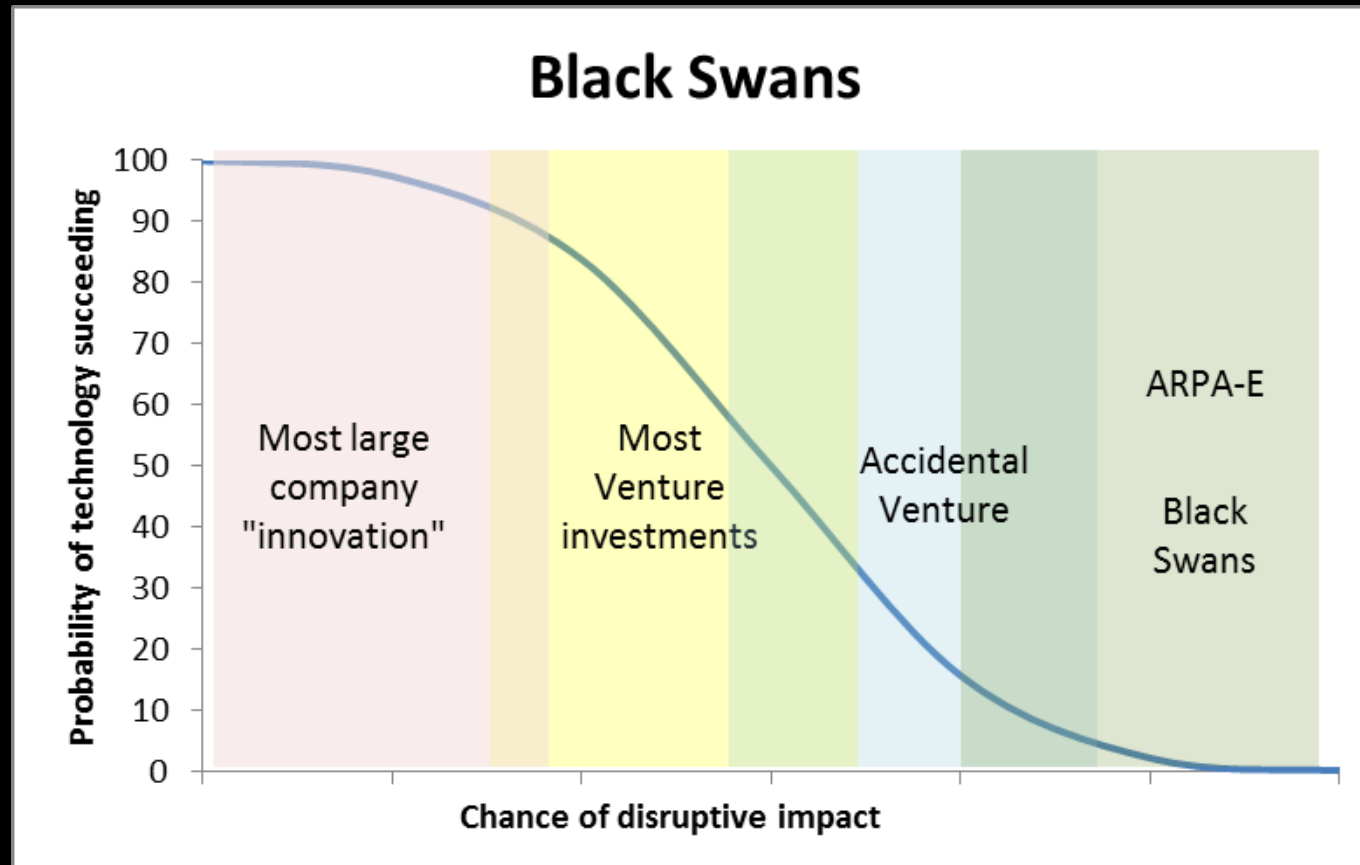 Black Swans
Probability of technology succeeding
100
90
80
70
60
50
40
30
20
10
0
Most large
company
"innovation"
Most
Venture
investments
Accidental
Venture
ARPA-E
Black
Swans
Chance of disruptive impact